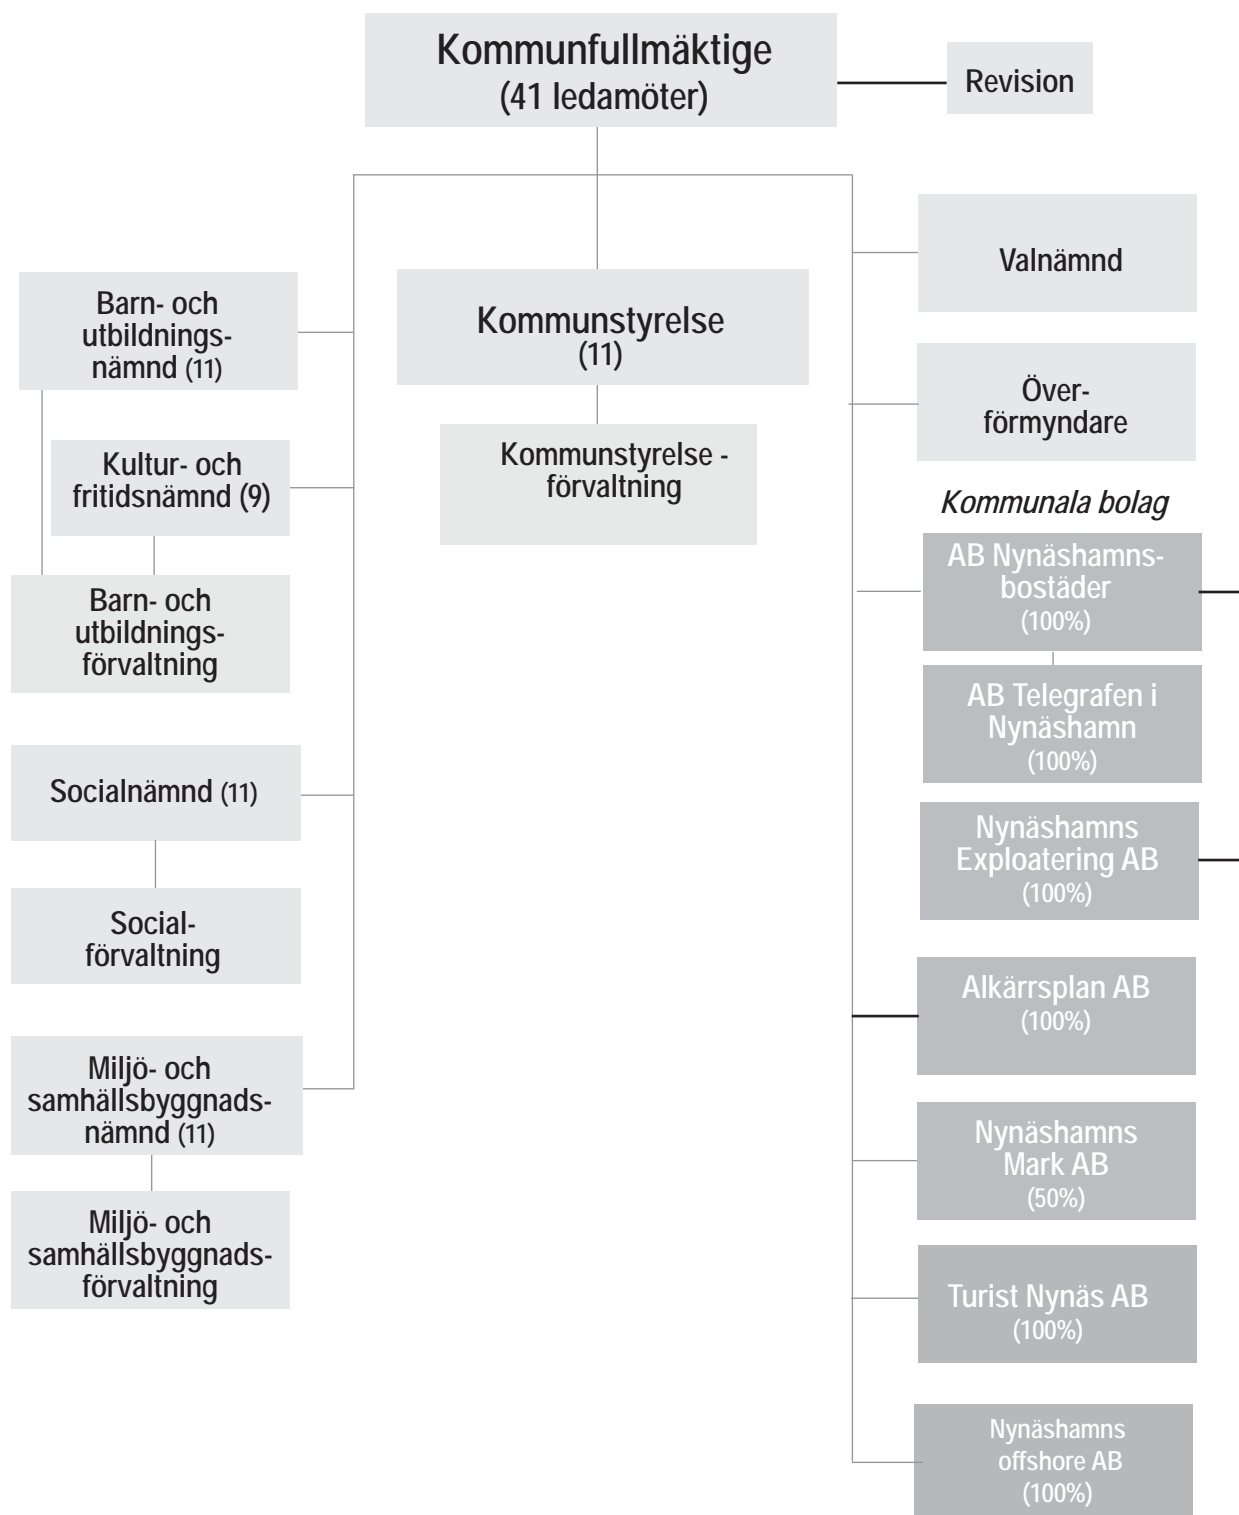 Kommunfullmäktige
(41 ledamöter)
Revision
Valnämnd
Över-
förmyndare
Barn- och
utbildnings-
nämnd (11)
Kommunstyrelse
(11)
Kommunstyrelse -
förvaltning
Kultur- och
fritidsnämnd (9)
Barn- och
utbildnings-
förvaltning
Socialnämnd (11)
Social-
förvaltning
Miljö- och
samhällsbyggnads-
nämnd (11)
Miljö- och
samhällsbyggnads-
förvaltning
Kommunala bolag
AB Nynäshamns-
bostäder
(100%)
AB Telegrafen i
Nynäshamn
(100%)
Nynäshamns
Exploatering AB
(100%)
Alkärrsplan AB
(100%)
Nynäshamns
Mark AB
(50%)
Turist Nynäs AB
(100%)
Nynäshamns
offshore AB
(100%)